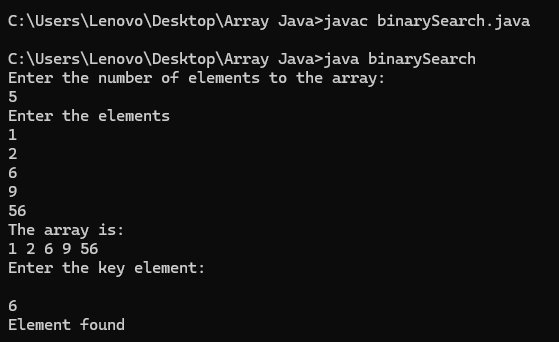 C:\Users\Lenovo\Desktop\Array Java>javac binarySearch.java
C:\Users\Lenovo\Desktop\Array Java>java binarySearch
Enter the number of elements to the array:
5
Enter the elements
1
2
6
9
56
The array is:
1 2 6 9 56
Enter the key element:
6
Element found